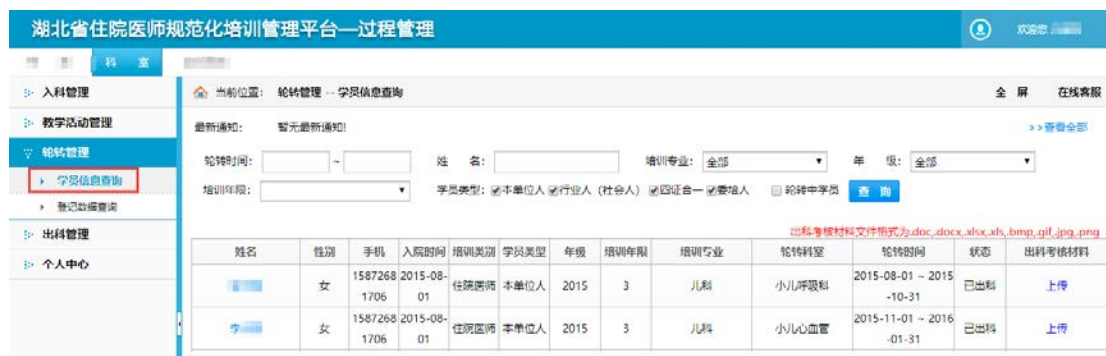 湖北省住院医师规范化培训管理平台—过程管理
欢迎您
科 室
入科管理
当前位置: 轮转管理 -- 学员信息查询 全 屏 在线客服
教学活动管理
最新通知: 暂无最新通知! >>查看全部
轮转管理
轮转时间: ~ 姓 名: 培训专业: 全部 年 级: 全部
学员信息查询
培训年限: 学员类型: 本单位人 行业人（社会人） 四证合一 委培人 轮转中学员 查 询
登记数据查询
出科管理
出科考核材料文件格式为.doc,.docx,.xlsx,.xls,.bmp,.gif,.jpg,.png
姓名 性别 手机 入院时间 培训类别 学员类型 年级 培训年限 培训专业 轮转科室 轮转时间 状态 出科考核材料
个人中心
女 1587268 2015-08- 住院医师 本单位人 2015 3 儿科 小儿呼吸科 2015-08-01 ~ 2015 已出科 上传
1706 01 -10-31
女 1587268 2015-08- 住院医师 本单位人 2015 3 儿科 小儿心血管 2015-11-01 ~ 2016 已出科 上传
1706 01 -01-31